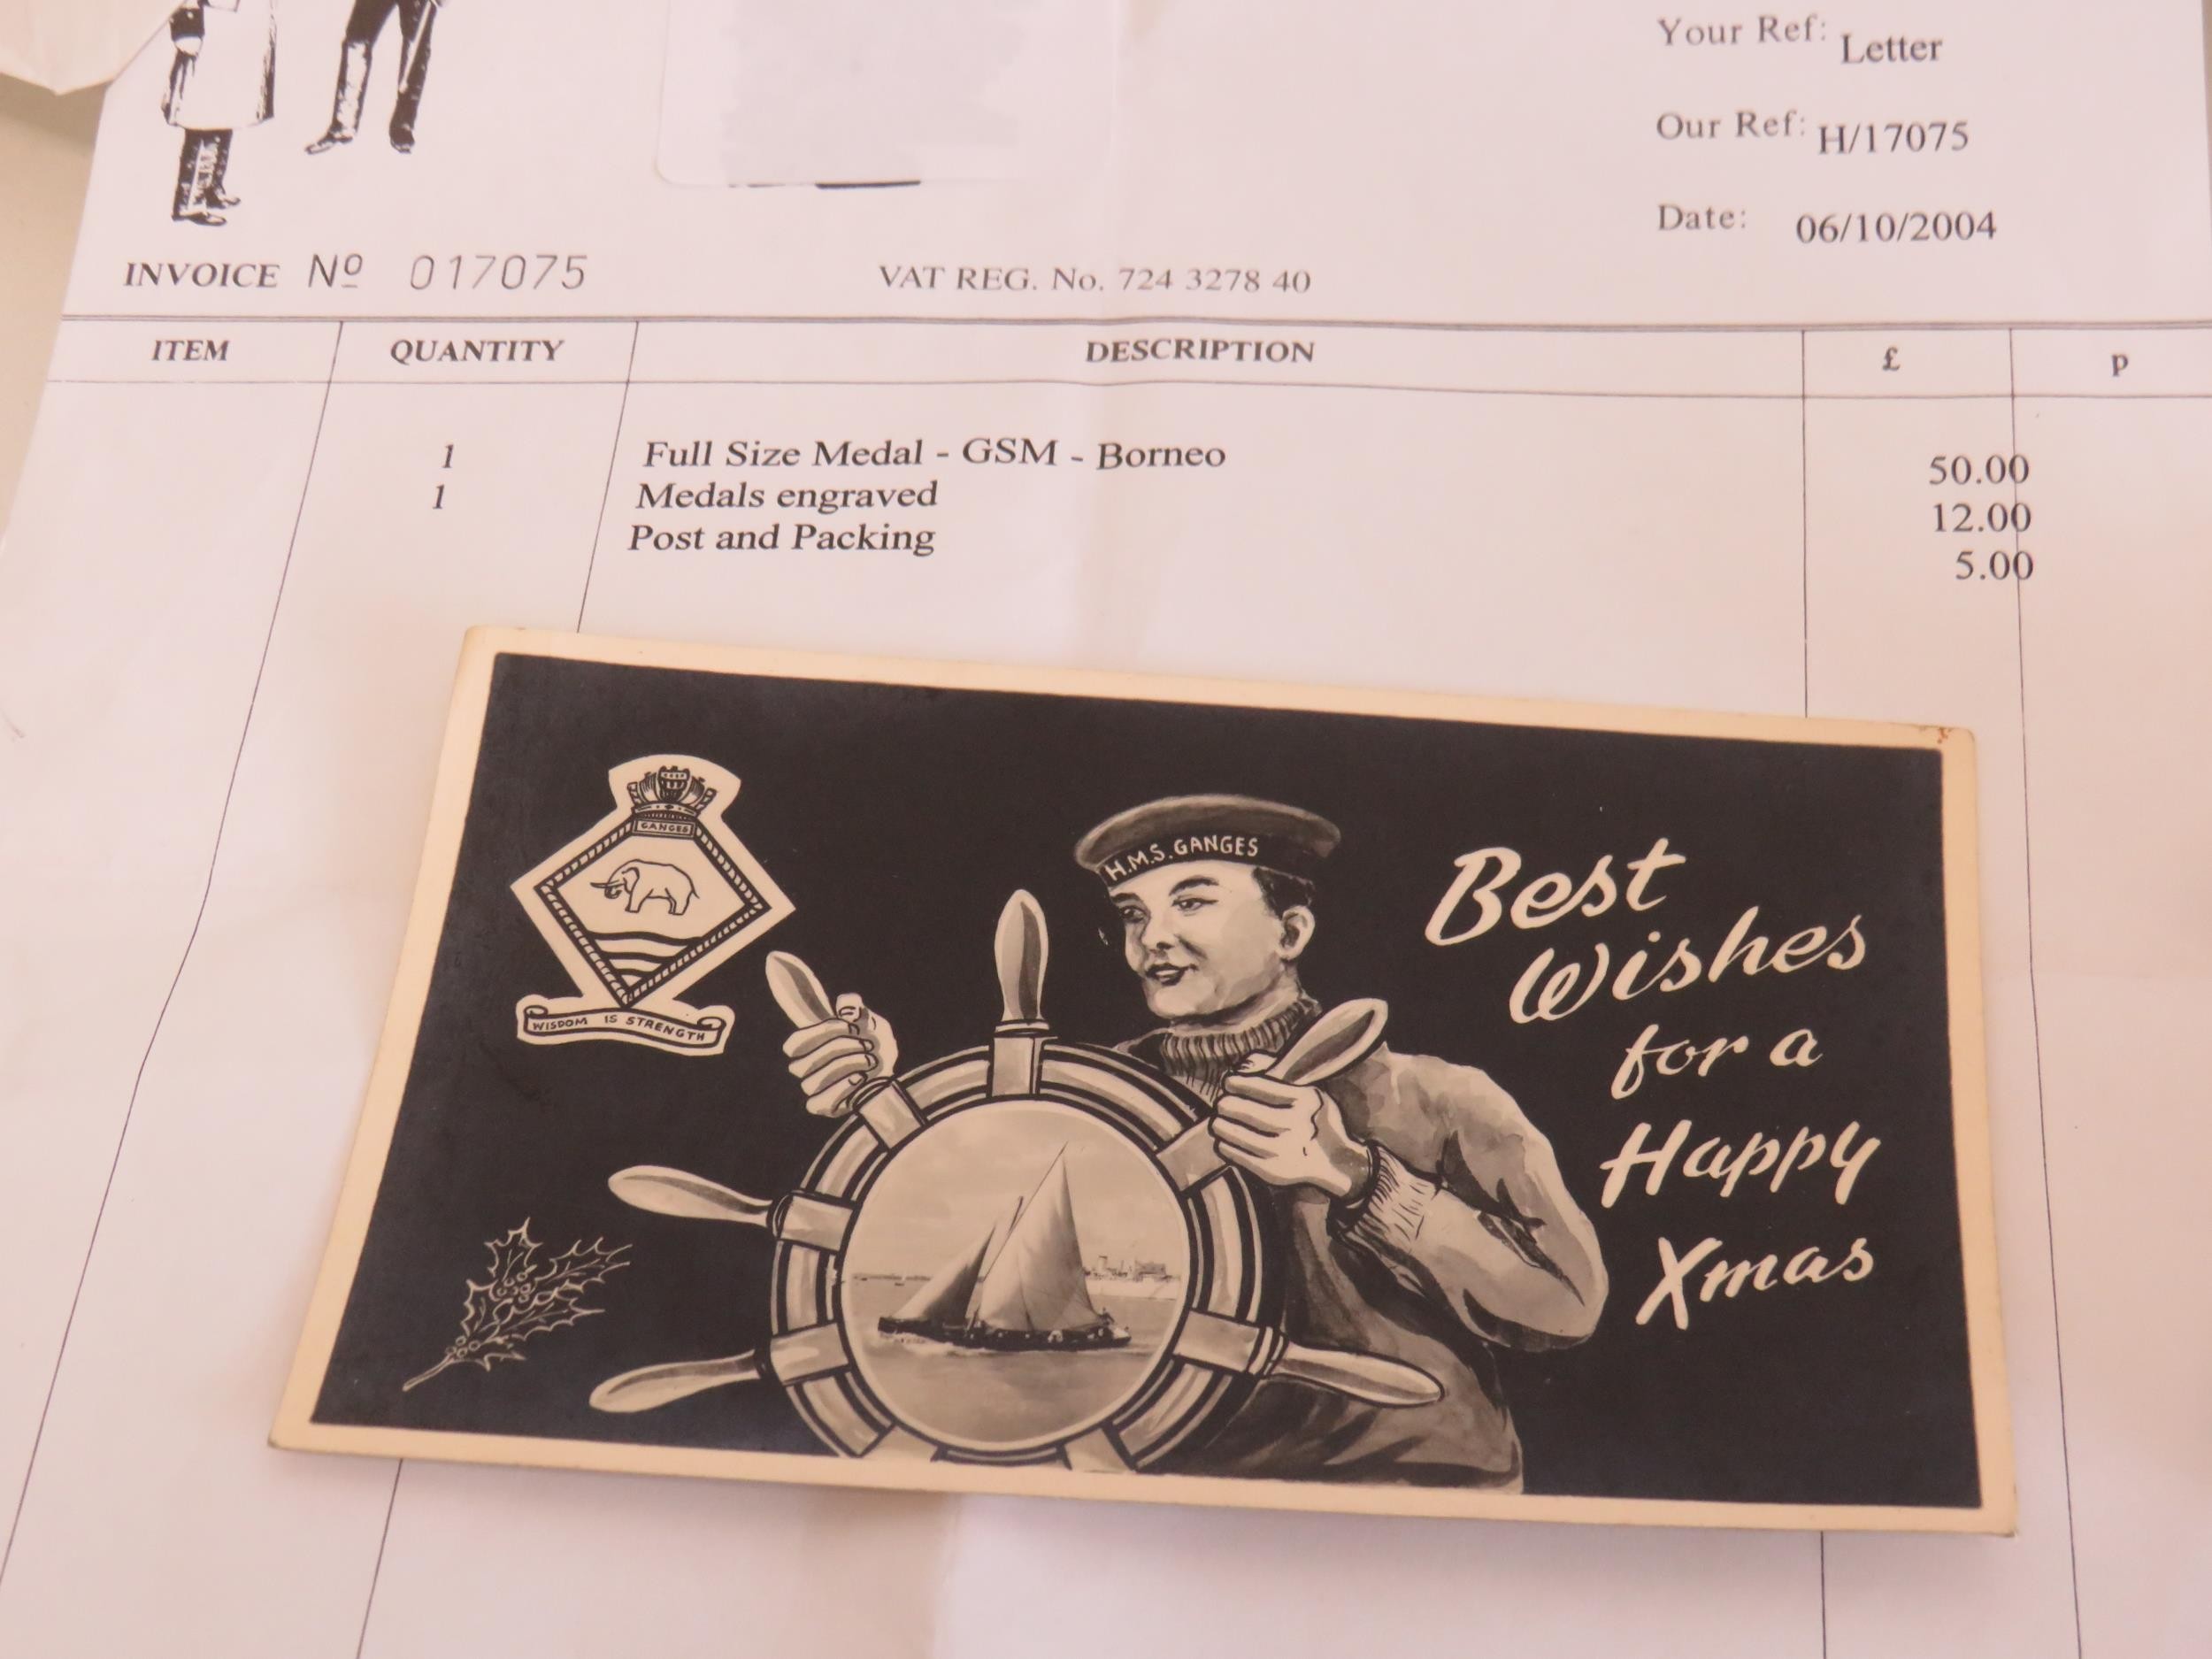 Your Ref: Letter
Our Ref: H/17075
Date: 06/10/2004
INVOICE Nº 017075
VAT REG. No. 724 3278 40
ITEM QUANTITY DESCRIPTION £ p
1 Full Size Medal - GSM - Borneo 50.00
1 Medals engraved 12.00
Post and Packing 5.00
GANGES
WISDOM IS STRENGTH
H.M.S. GANGES
Best
Wishes
for a
Happy
Xmas